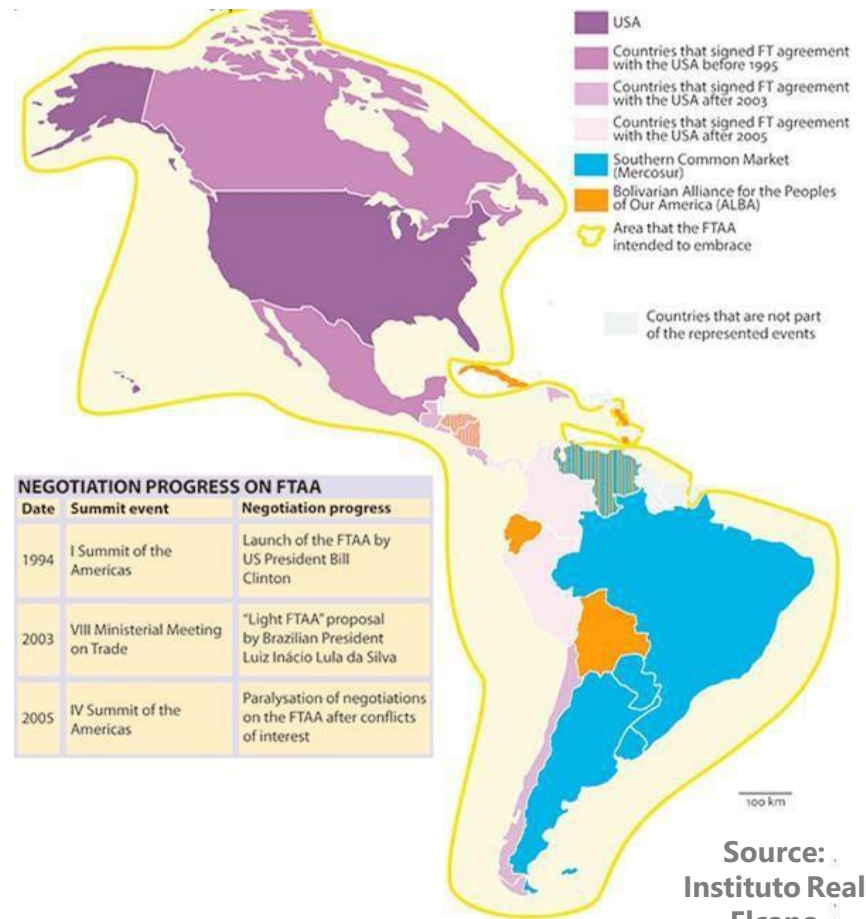 USA
Countries that signed FT agreement
with the USA before 1995
Countries that signed FT agreement
with the USA after 2003
Countries that signed FT agreement
with the USA after 2005
Southern Common Market
(Mercosur)
Bolivarian Alliance for the Peoples
of Our America (ALBA)
Area that the FTAA
intended to embrace
Countries that are not part
of the represented events
NEGOTIATION PROGRESS ON FTAA
Date Summit event Negotiation progress
1994
I Summit of the
Americas
Launch of the FTAA by
US President Bill
Clinton
2003
VIII Ministerial Meeting
on Trade
"Light FTAA" proposal
by Brazilian President
Luiz Inácio Lula da Silva
2005
IV Summit of the
Americas
Paralysation of negotiations
on the FTAA after conflicts
of interest
100 km
Source:
Instituto Real
Elcano